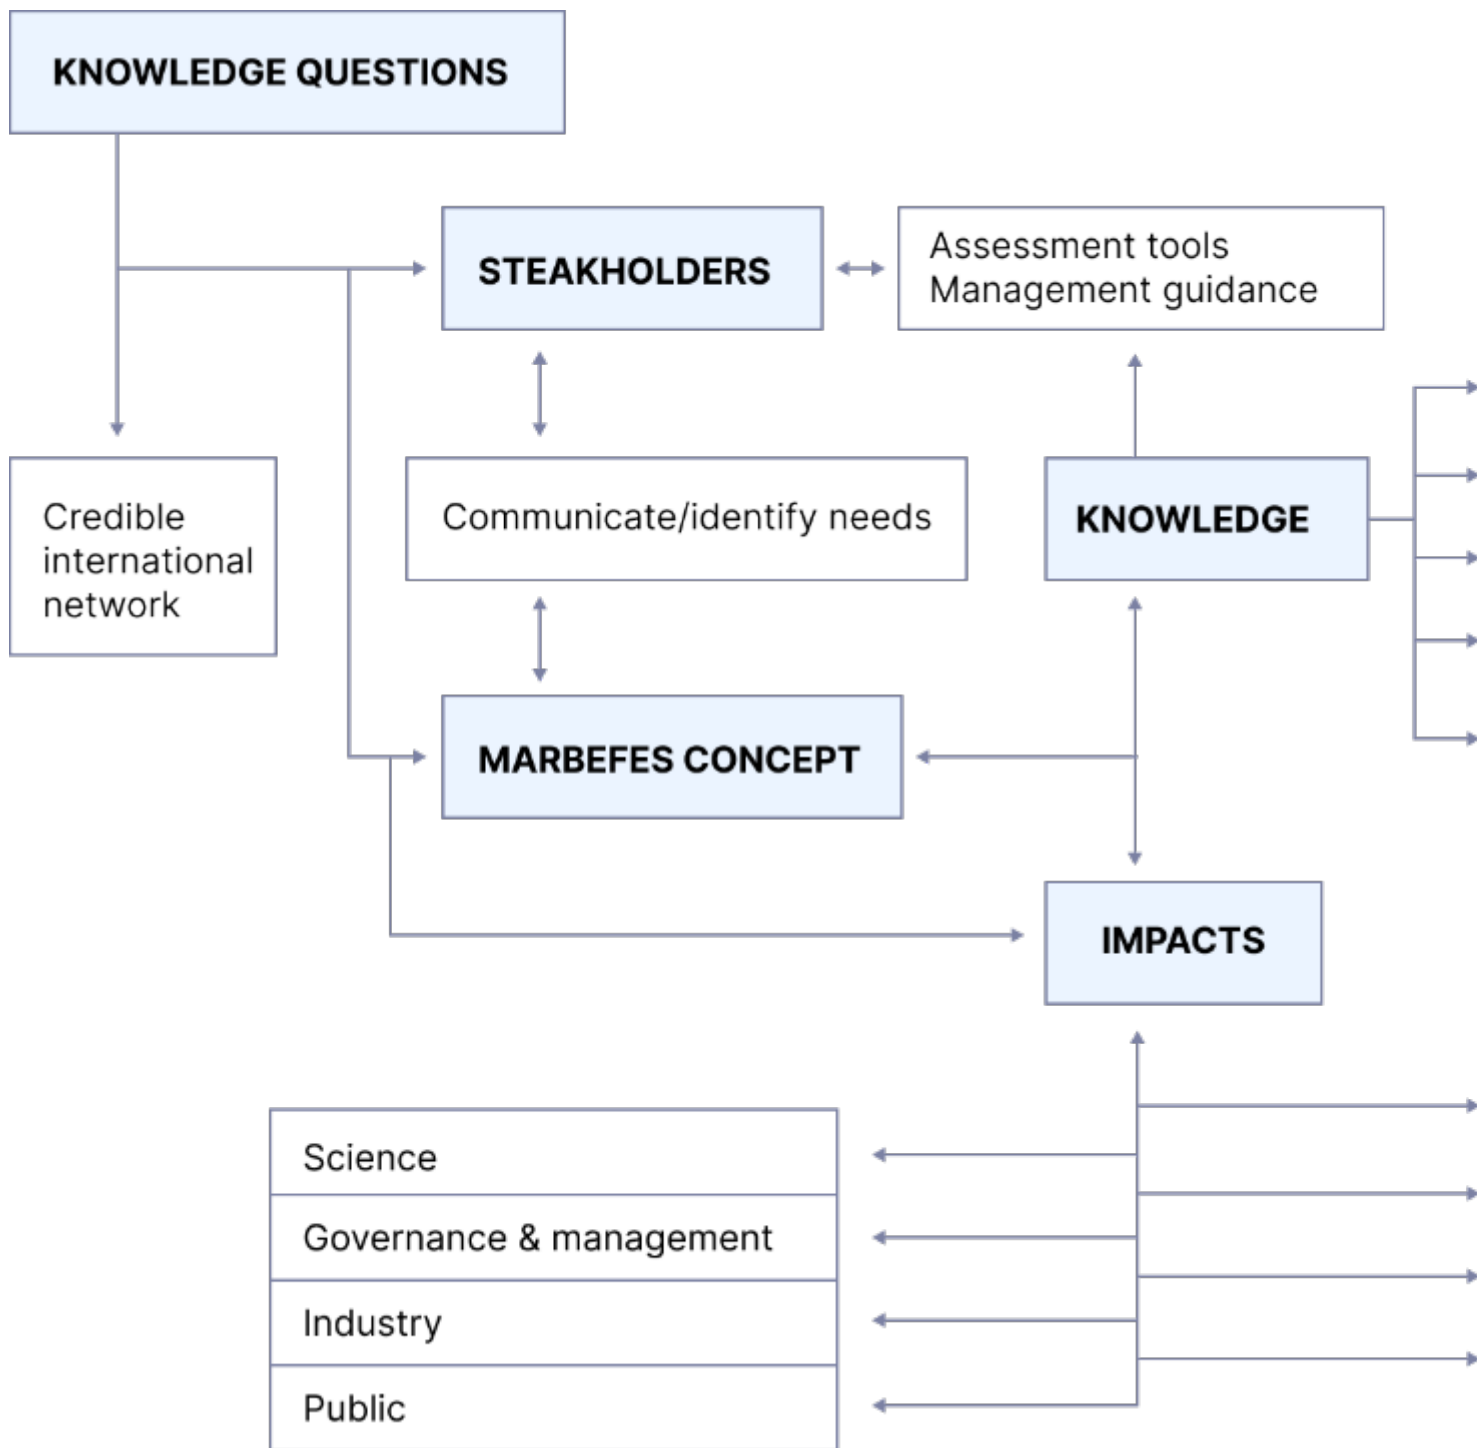 KNOWLEDGE QUESTIONS
STEAKHOLDERS
Assessment tools
Management guidance
Credible
international
network
Communicate/identify needs
KNOWLEDGE
MARBEFES CONCEPT
IMPACTS
Science
Governance & management
Industry
Public